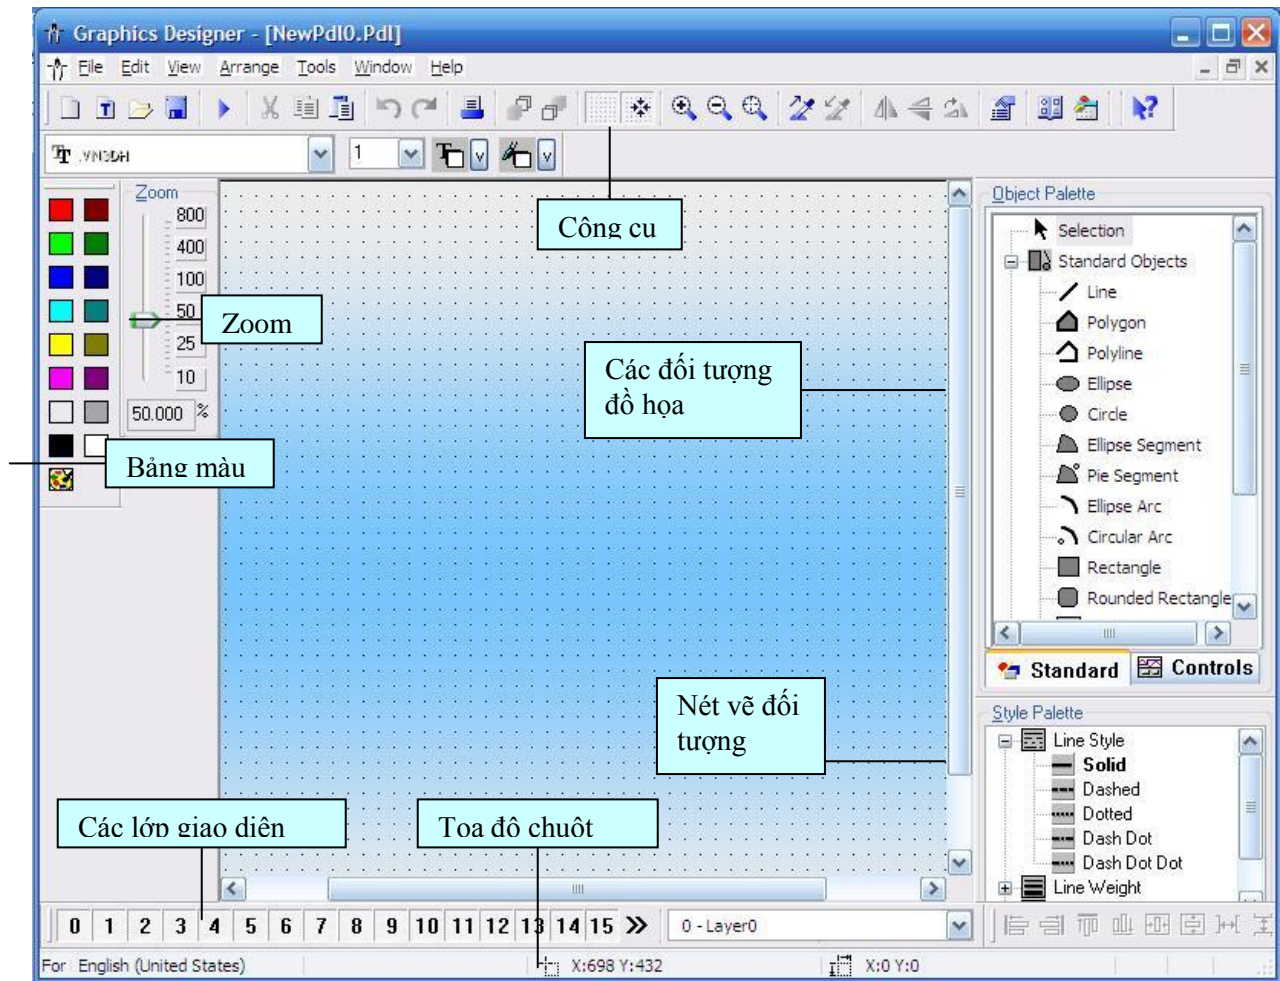 Graphics Designer - [NewPdl0.Pdl]
File Edit View Arrange Tools Window Help
.VN3DH 1
Công cụ
Zoom
800
400
100
50
25
10
50.000 %
Zoom
Bảng màu
Các đối tượng
đồ họa
Nét vẽ đối
tượng
Các lớp giao diện
Toạ độ chuột
Object Palette
Selection
Standard Objects
Line
Polygon
Polyline
Ellipse
Circle
Ellipse Segment
Pie Segment
Ellipse Arc
Circular Arc
Rectangle
Rounded Rectangle
Standard Controls
Style Palette
Line Style
Solid
Dashed
Dotted
Dash Dot
Dash Dot Dot
Line Weight
0 1 2 3 4 5 6 7 8 9 10 11 12 13 14 15 0 - Layer0
For English (United States) X:698 Y:432 X:0 Y:0